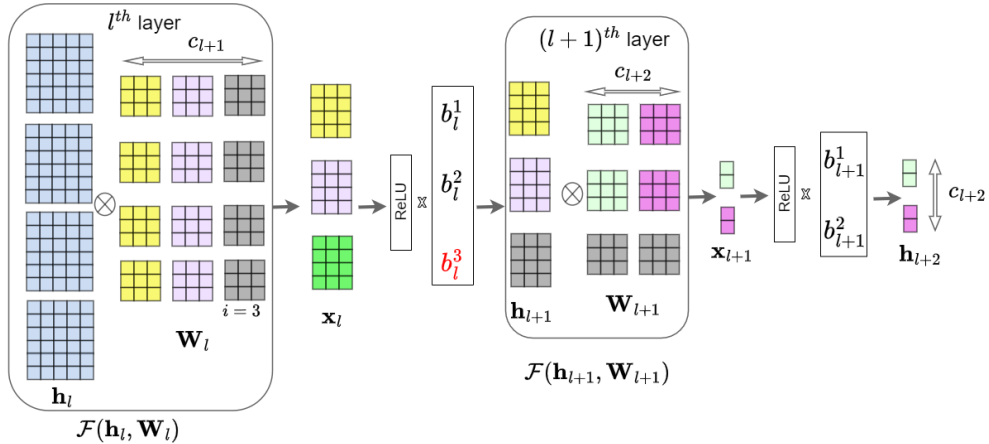 l^{th} layer
c_{l+1}
i = 3
W_l
h_l
F(h_l, W_l)
x_l
ReLU
x
b_l^1
b_l^2
b_l^3
(l + 1)^{th} layer
c_{l+2}
h_{l+1}
W_{l+1}
F(h_{l+1}, W_{l+1})
x_{l+1}
ReLU
x
b_{l+1}^1
b_{l+1}^2
c_{l+2}
h_{l+2}